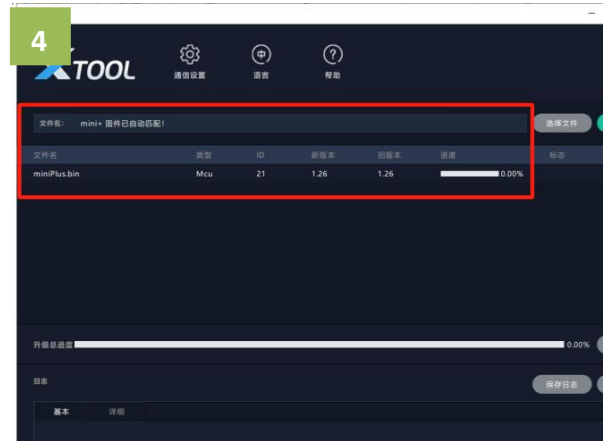 4
XTOOL
通信设置 语言 帮助
中
?
文件名: mini+ 固件已自动匹配! 选择文件
文件名 类型 ID 新版本 旧版本 进度 标志
miniPlus.bin Mcu 21 1.26 1.26 0.00%
升级总进度 0.00%
日志 保存日志
基本 详细